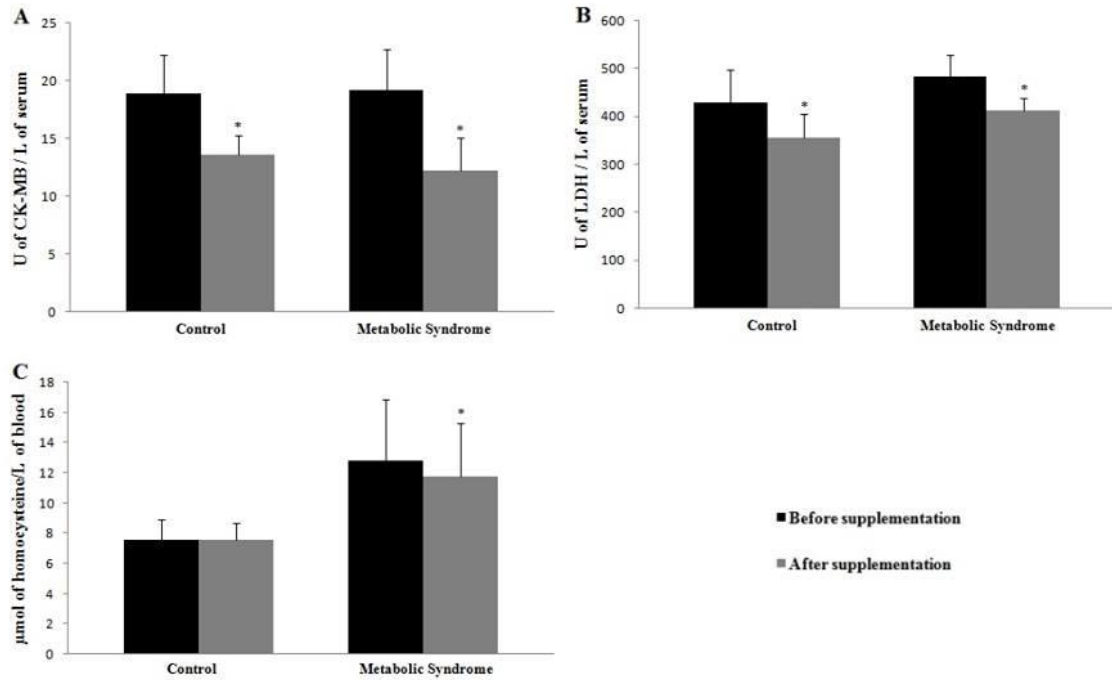 A
25
20
15
10
5
0
U of CK-MB / L of serum
*
*
Control
Metabolic Syndrome
B
600
500
400
300
200
100
0
U of LDH / L of serum
*
*
Control
Metabolic Syndrome
C
18
16
14
12
10
8
6
4
2
0
µmol of homocysteine/L of blood
*
Control
Metabolic Syndrome
Before supplementation
After supplementation